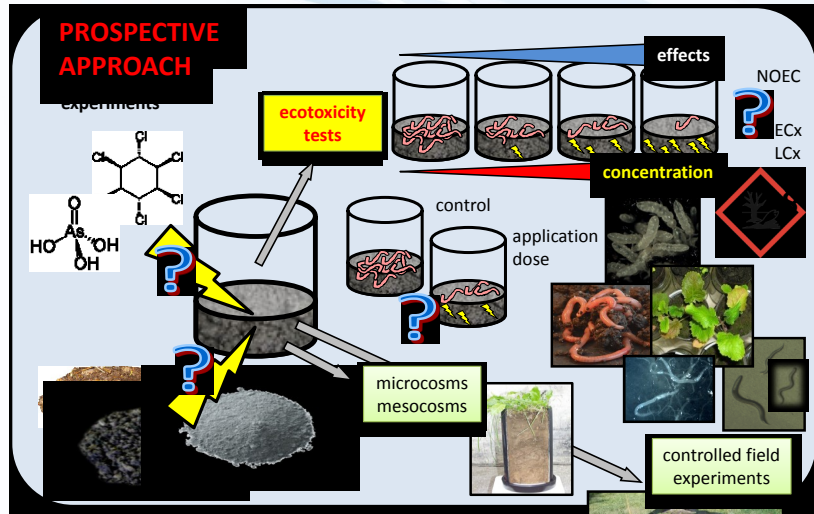 PROSPECTIVE
APPROACH
experiments
effects
NOEC
ecotoxicity
tests
ECx
LCx
concentration
Cl
Cl
Cl
Cl
Cl
Cl
control
O
As
HO
OH
OH
application
dose
?
?
?
?
microcosms
mesocosms
controlled field
experiments